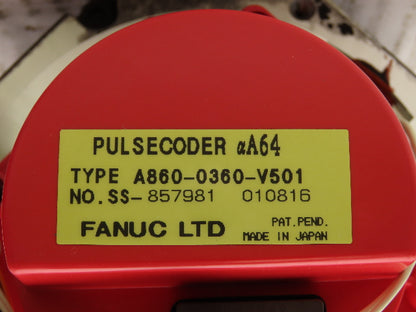 PULSECODER αA64
TYPE A860-0360-V501
NO. SS-857981 010816
FANUC LTD PAT. PEND.
MADE IN JAPAN